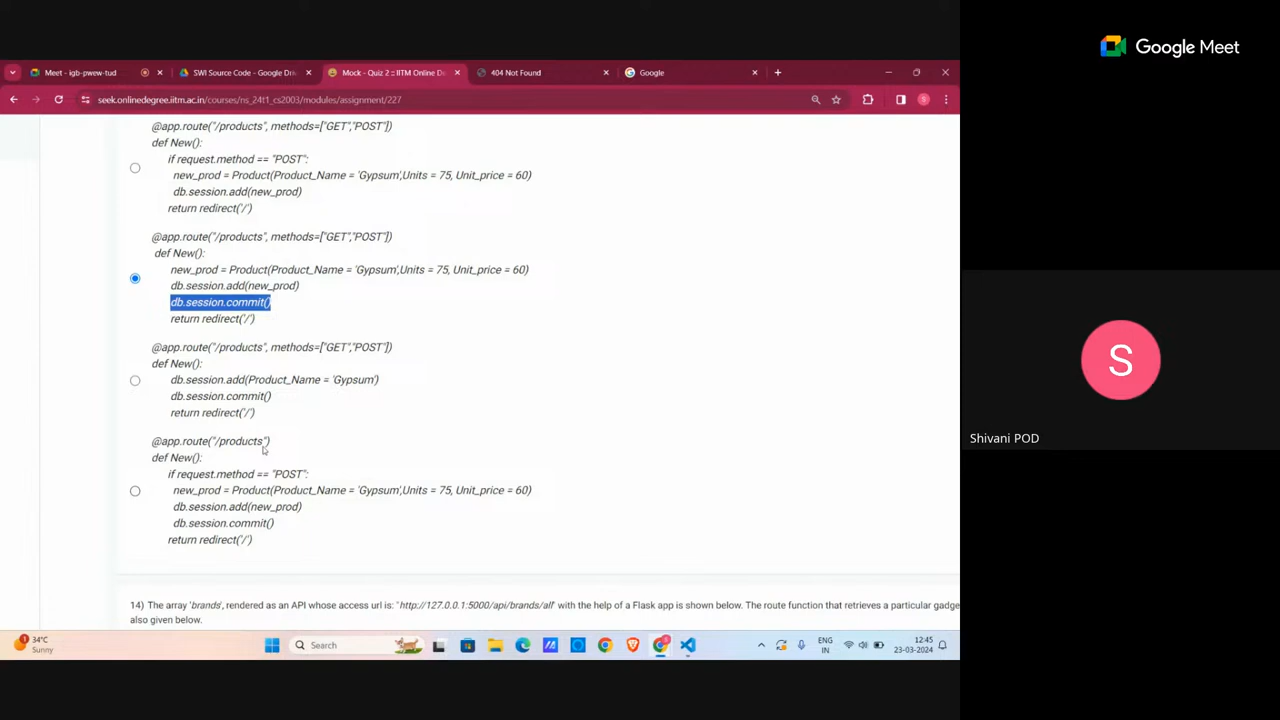 Google Meet
Meet - igb-pwew-tud
SWI Source Code - Google Dri
Mock - Quiz 2 :: IITM Online De
404 Not Found
Google
seek.onlinedegree.iitm.ac.in/courses/ns_24t1_cs2003/modules/assignment/227
@app.route("/products", methods=["GET","POST"])
def New():
if request.method == "POST":
new_prod = Product(Product_Name = 'Gypsum',Units = 75, Unit_price = 60)
db.session.add(new_prod)
return redirect('/')
@app.route("/products", methods=["GET","POST"])
def New():
new_prod = Product(Product_Name = 'Gypsum',Units = 75, Unit_price = 60)
db.session.add(new_prod)
db.session.commit()
return redirect('/')
@app.route("/products", methods=["GET","POST"])
def New():
db.session.add(Product_Name = 'Gypsum')
db.session.commit()
return redirect('/')
@app.route("/products")
def New():
if request.method == "POST":
new_prod = Product(Product_Name = 'Gypsum',Units = 75, Unit_price = 60)
db.session.add(new_prod)
db.session.commit()
return redirect('/')
14) The array 'brands', rendered as an API whose access url is: "http://127.0.0.1:5000/api/brands/all" with the help of a Flask app is shown below. The route function that retrieves a particular gadge
also given below.
S
Shivani POD
34°C
Sunny
Search
ENG
IN
12:45
23-03-2024